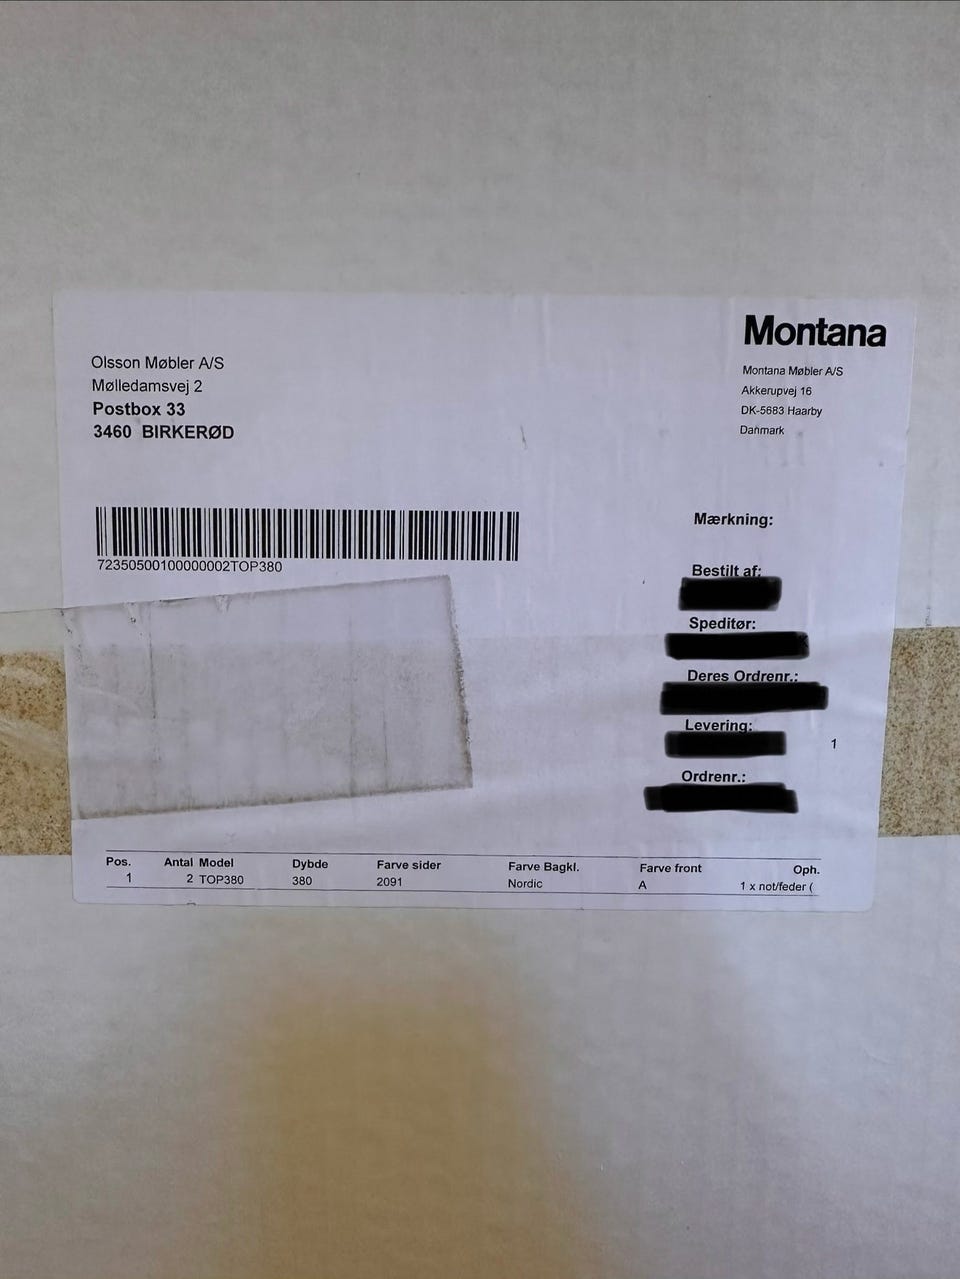 Olsson Møbler A/S
Mølledamsvej 2
Postbox 33
3460 BIRKERØD
Montana
Montana Møbler A/S
Akkerupvej 16
DK-5683 Haarby
Danmark
72350500100000002TOP380
Mærkning:
Bestilt af:
Speditør:
Deres Ordrenr.:
Levering:
1
Ordrenr.:
Pos. Antal Model Dybde Farve sider Farve Bagkl. Farve front Oph.
1 2 TOP380 380 2091 Nordic A 1 x not/feder (